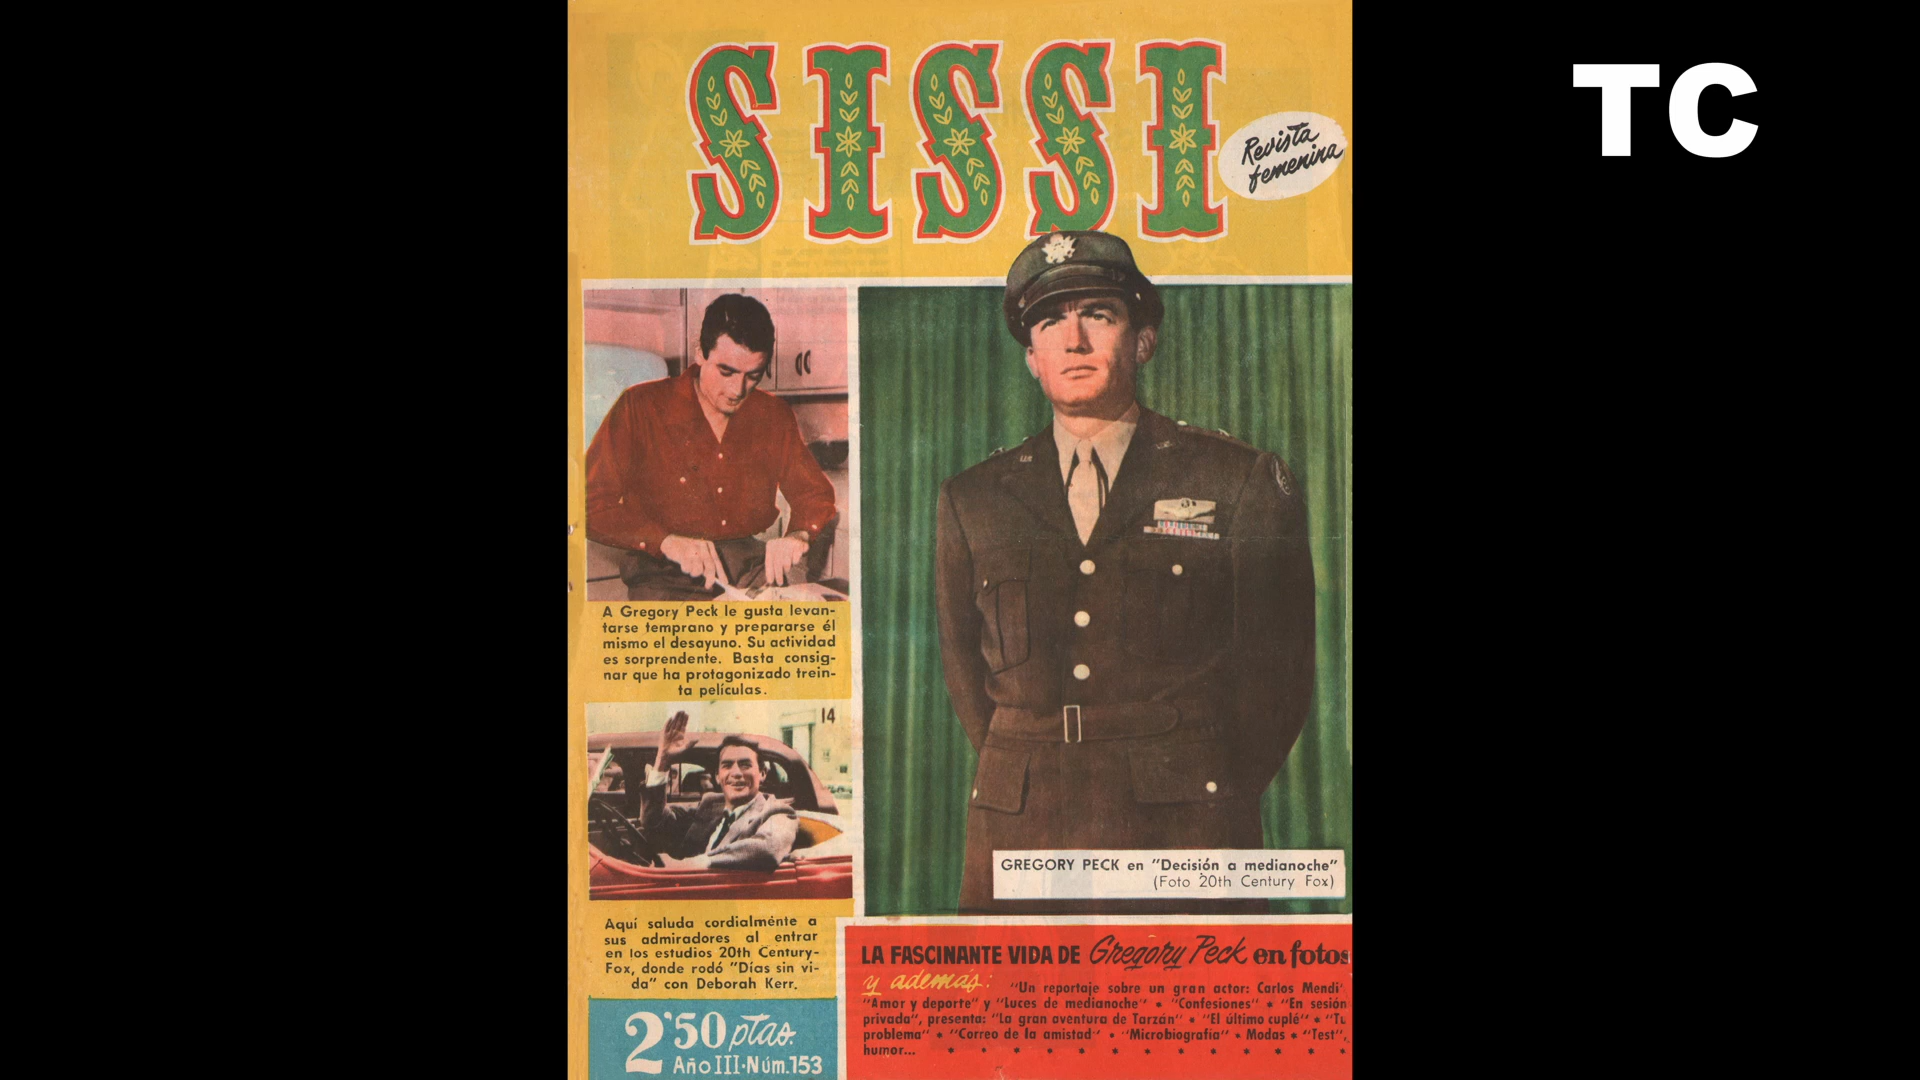 SISSI
Revista
femenina
TC
A Gregory Peck le gusta levan-
tarse temprano y prepararse él
mismo el desayuno. Su actividad
es sorprendente. Basta consig-
nar que ha protagonizado trein-
ta películas.
14
GREGORY PECK en "Decisión a medianoche"
(Foto 20th Century Fox)
Aquí saluda cordialménte a
sus admiradores al entrar
en los estudios 20th Century-
Fox, donde rodó "Días sin vi-
da" con Deborah Kerr.
2'50 ptas.
Año III·Núm.153
LA FASCINANTE VIDA DE Gregory Peck en fotos
y además: "Un reportaje sobre un gran actor: Carlos Mendi"
"Amor y deporte" y "Luces de medianoche" • "Confesiones" • "En sesión
privada", presenta: "La gran aventura de Tarzán" • "El último cuplé" • "Tu
problema" • "Correo de la amistad" • "Microbiografía" • Modas • "Test",
humor...